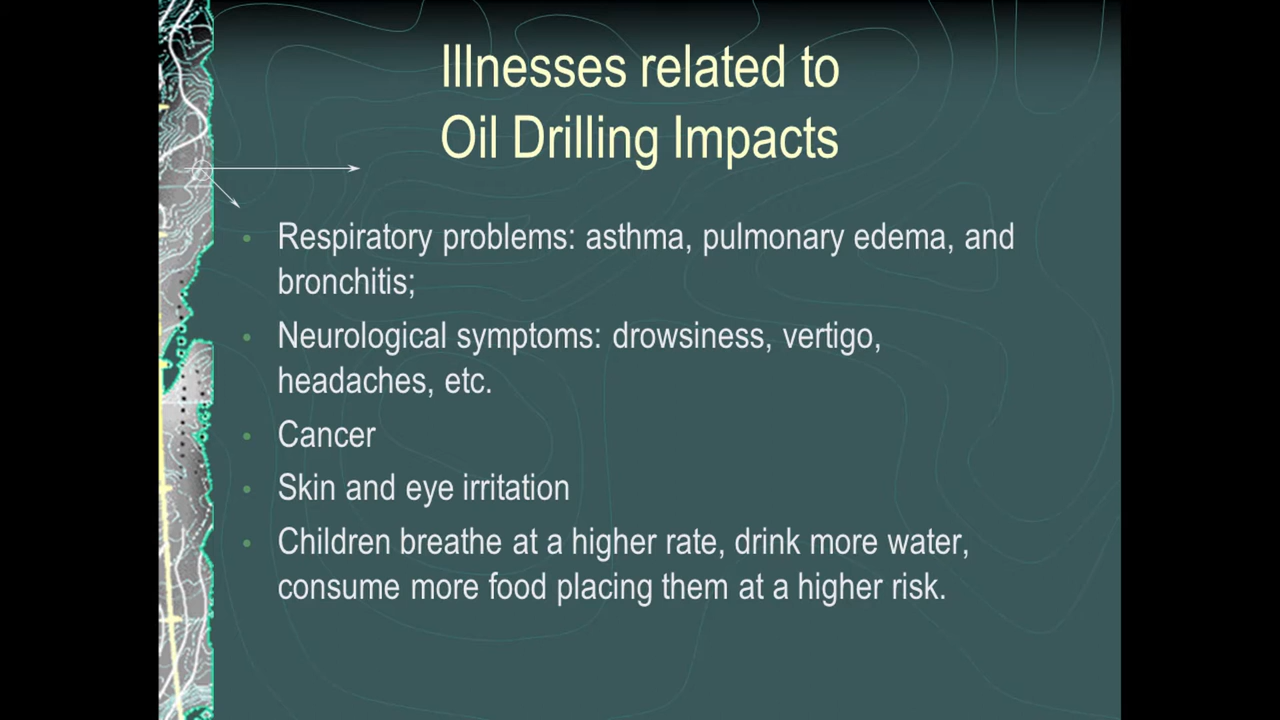 Illnesses related to
Oil Drilling Impacts
• Respiratory problems: asthma, pulmonary edema, and
bronchitis;
• Neurological symptoms: drowsiness, vertigo,
headaches, etc.
• Cancer
• Skin and eye irritation
• Children breathe at a higher rate, drink more water,
consume more food placing them at a higher risk.